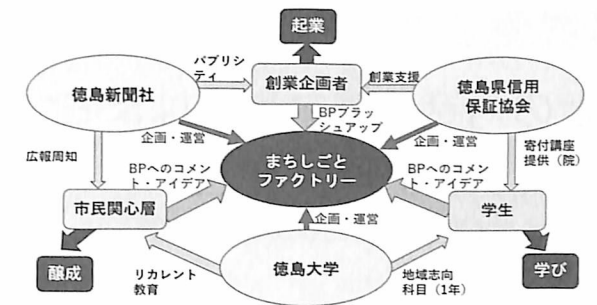 起業
パブリシ
ティ
創業企画者
創業支援
徳島新聞社
徳島県信用
保証協会
BPブラッ
シュアップ
企画・運営
企画・運営
広報周知
寄付講座
提供（院）
まちしごと
ファクトリー
BPへのコメン
ト・アイデア
BPへのコメン
ト・アイデア
市民関心層
学生
企画・運営
醸成
リカレント
教育
徳島大学
地域志向
科目（1年）
学び